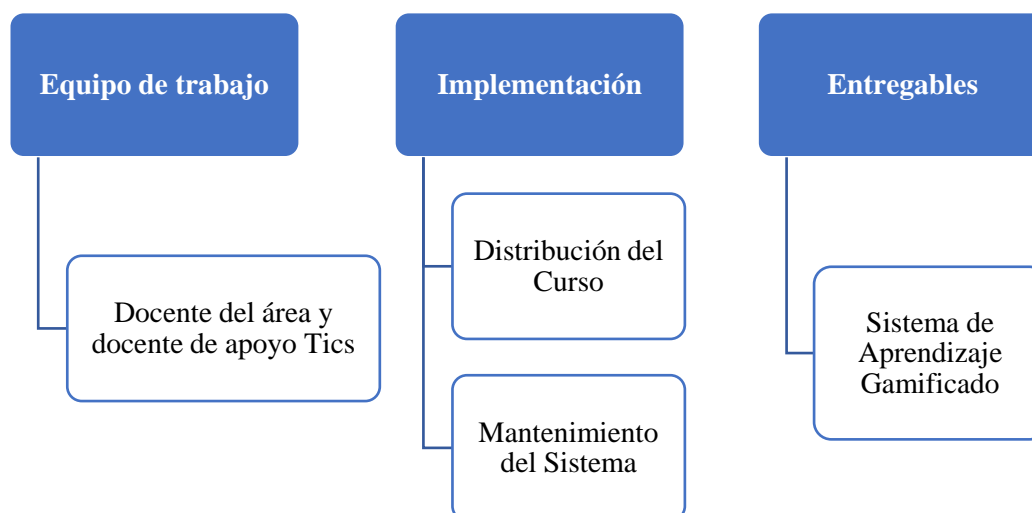 Equipo de trabajo
Docente del área y
docente de apoyo Tics
Implementación
Distribución del
Curso
Mantenimiento
del Sistema
Entregables
Sistema de
Aprendizaje
Gamificado